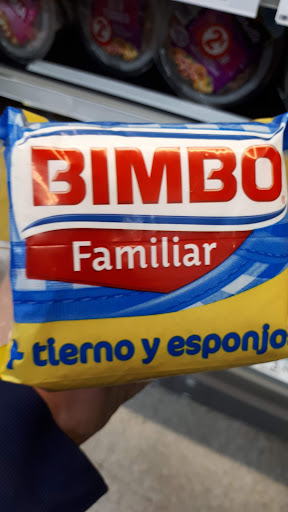 BIMBO
Familiar
+ tierno y esponjo